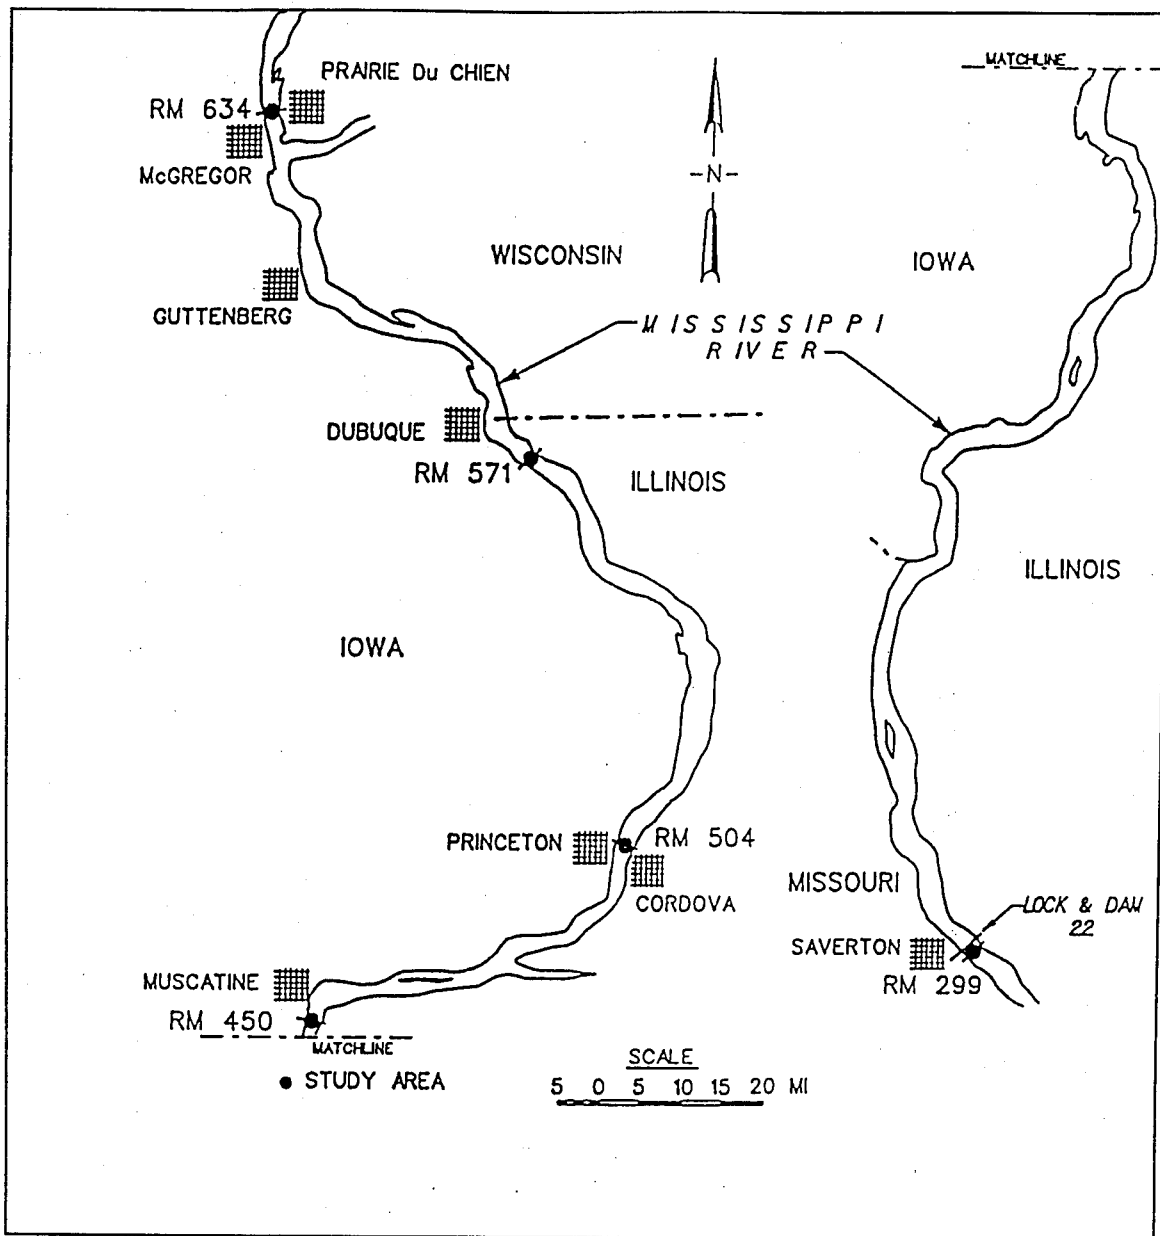 PRAIRIE Du CHIEN
RM 634
McGREGOR
GUTTENBERG
WISCONSIN
-N-
MISSISSIPPI
RIVER
DUBUQUE
RM 571
ILLINOIS
IOWA
PRINCETON
RM 504
CORDOVA
MUSCATINE
RM 450
MATCHLINE
STUDY AREA
SCALE
5 0 5 10 15 20 MI
MATCHLINE
IOWA
ILLINOIS
MISSOURI
LOCK & DAM
22
SAVERTON
RM 299